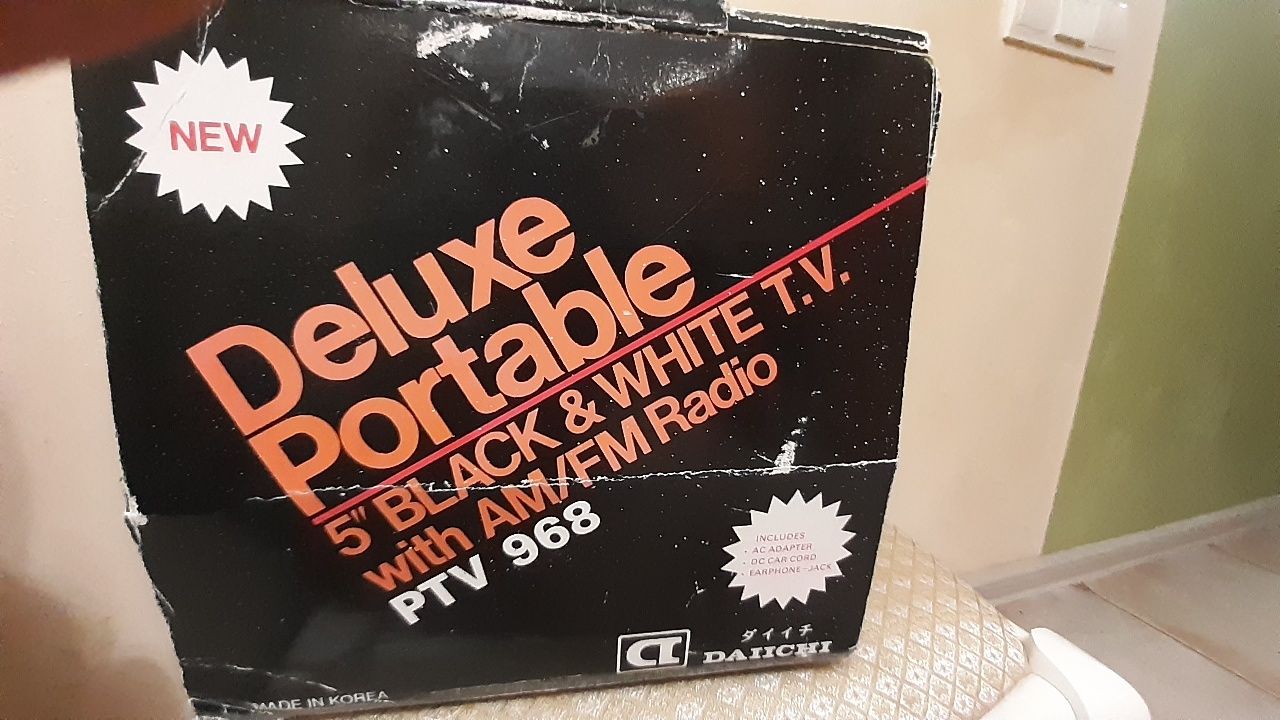 NEW
Deluxe
Portable
5" BLACK & WHITE T.V.
with AM/FM Radio
PTV 968
INCLUDES
• AC ADAPTER
• DC CAR CORD
• EARPHONE-JACK
ダイイチ
DAIICHI
MADE IN KOREA